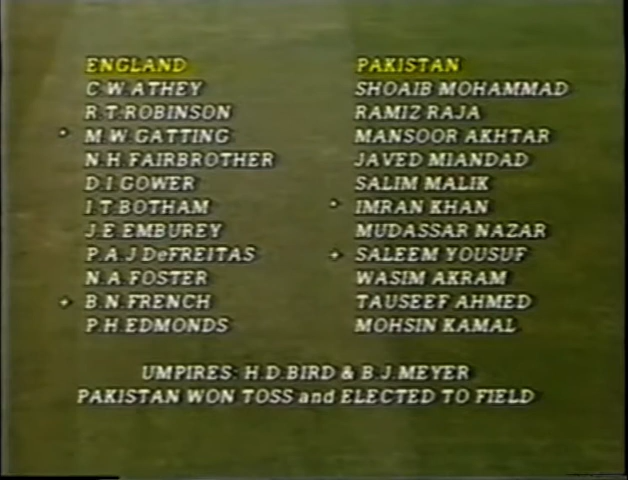 ENGLAND PAKISTAN
C.W.ATHEY SHOAIB MOHAMMAD
R.T.ROBINSON RAMIZ RAJA
* M.W.GATTING MANSOOR AKHTAR
N.H.FAIRBROTHER JAVED MIANDAD
D.I.GOWER SALIM MALIK
I.T.BOTHAM * IMRAN KHAN
J.E.EMBUREY MUDASSAR NAZAR
P.A.J.DeFREITAS + SALEEM YOUSUF
N.A.FOSTER WASIM AKRAM
+ B.N.FRENCH TAUSEEF AHMED
P.H.EDMONDS MOHSIN KAMAL
UMPIRES: H.D.BIRD & B.J.MEYER
PAKISTAN WON TOSS and ELECTED TO FIELD